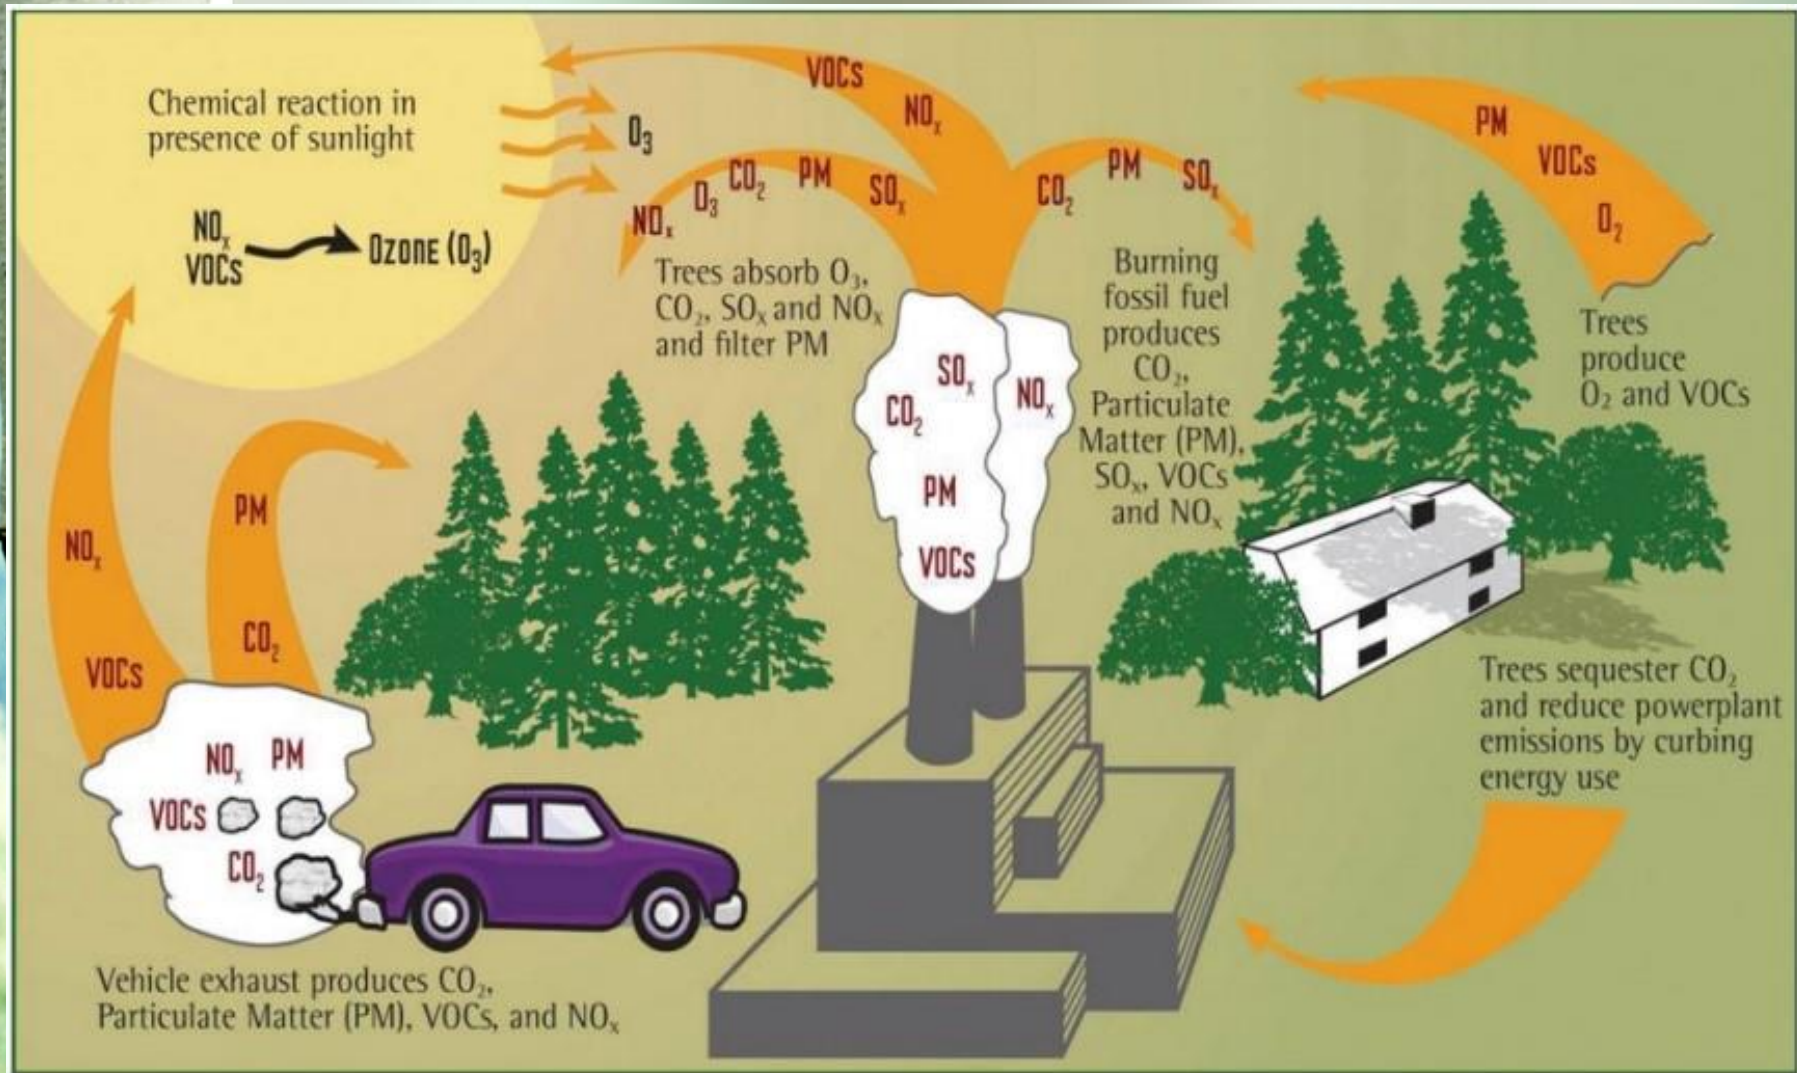 Chemical reaction in
presence of sunlight
NOₓ
VOCs
Ozone (O₃)
O₃
VOCs
NOₓ
NOₓ
O₃
CO₂
PM
SOₓ
CO₂
PM
SOₓ
PM
VOCs
O₂
Trees absorb O₃,
CO₂, SOₓ and NOₓ
and filter PM
Burning
fossil fuel
produces
CO₂,
Particulate
Matter (PM),
SOₓ, VOCs
and NOₓ
Trees
produce
O₂ and VOCs
SOₓ
CO₂
NOₓ
PM
VOCs
PM
CO₂
NOₓ
VOCs
NOₓ PM
VOCs
CO₂
Trees sequester CO₂
and reduce powerplant
emissions by curbing
energy use
Vehicle exhaust produces CO₂,
Particulate Matter (PM), VOCs, and NOₓ